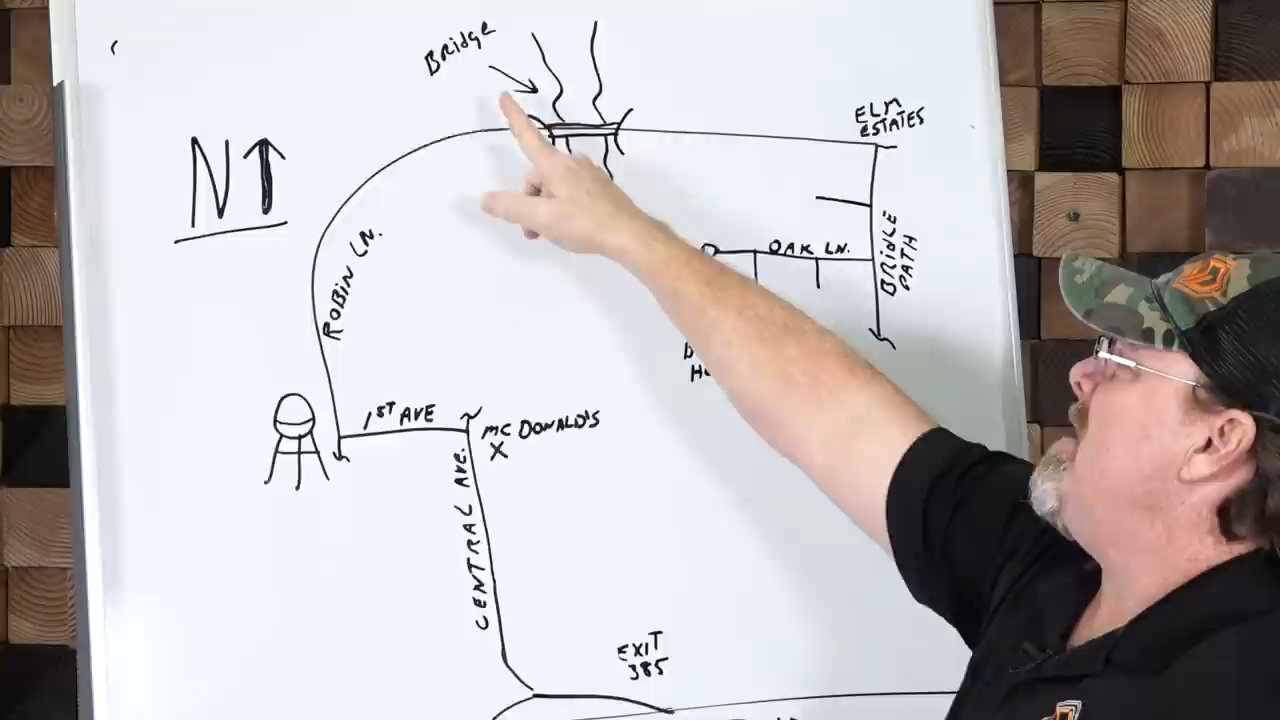 Bridge
N
ELM
ESTATES
ROBIN LN.
OAK LN.
BRIDLE
PATH
1ST AVE
MC DONALD'S
X
CENTRAL AVE.
EXIT
385